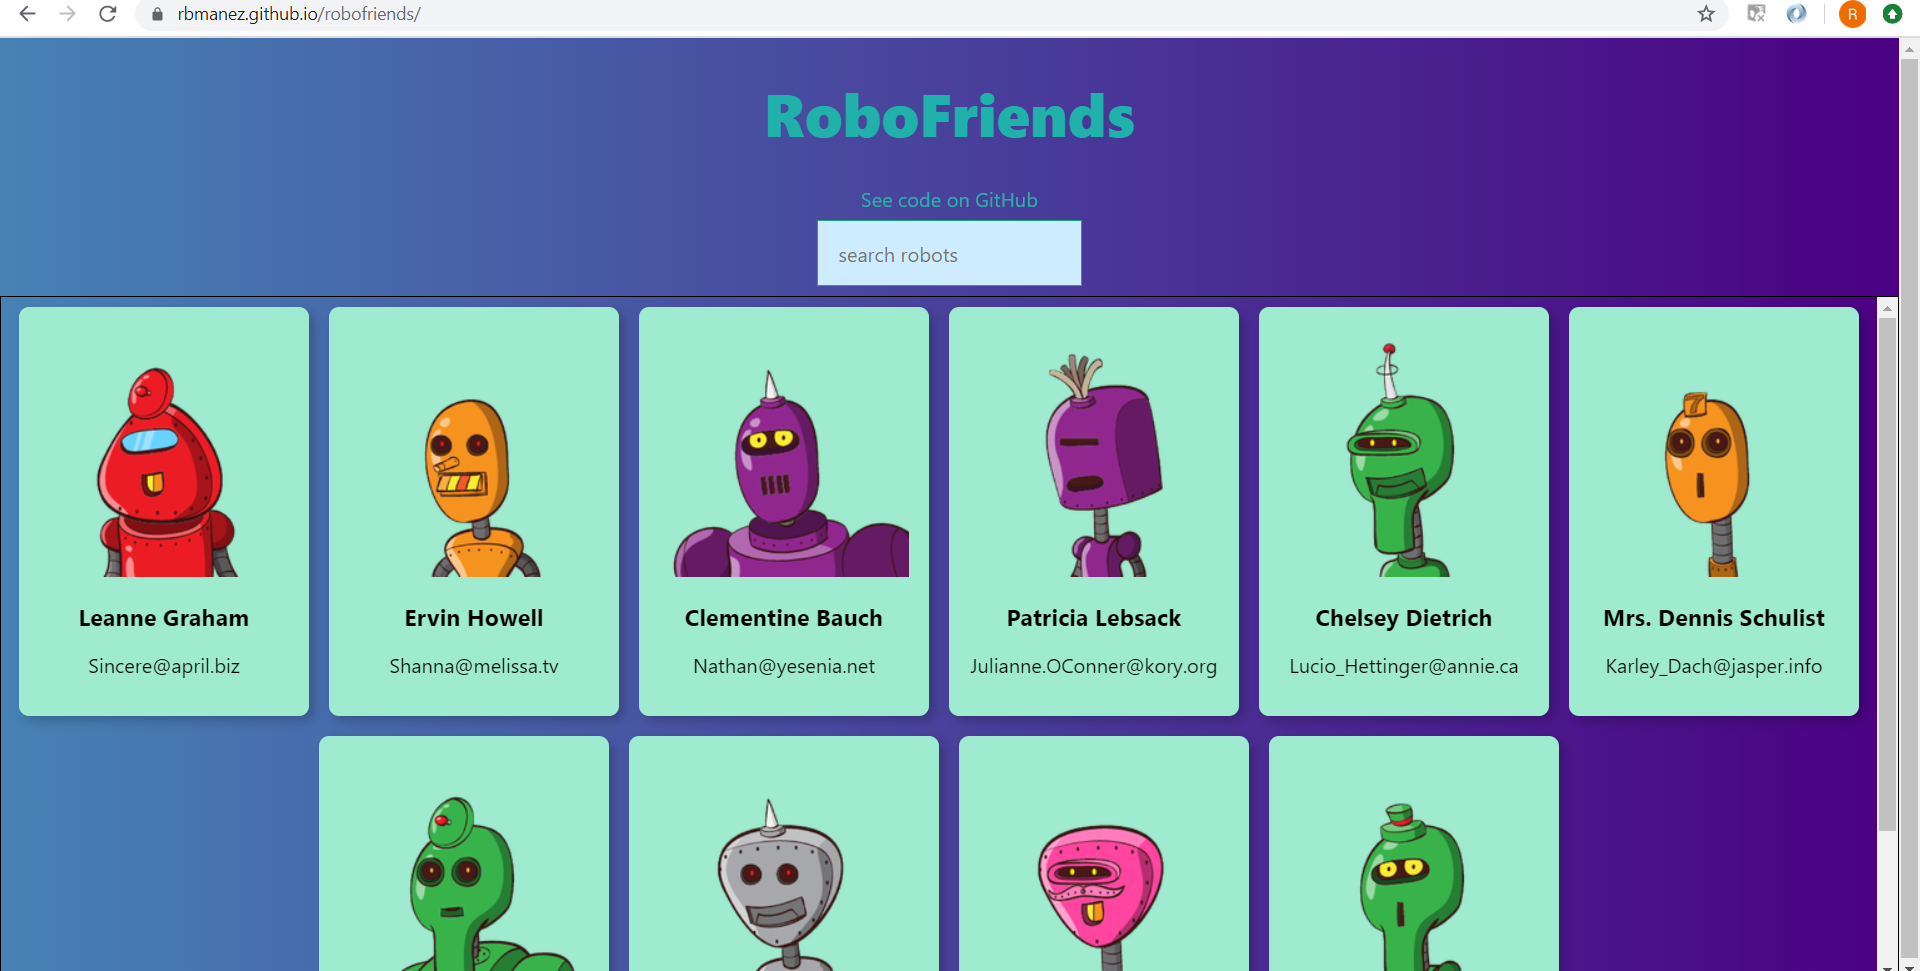 rbmanez.github.io/robofriends/
R
RoboFriends
See code on GitHub
search robots
7
Leanne Graham
Sincere@april.biz
Ervin Howell
Shanna@melissa.tv
Clementine Bauch
Nathan@yesenia.net
Patricia Lebsack
Julianne.OConner@kory.org
Chelsey Dietrich
Lucio_Hettinger@annie.ca
Mrs. Dennis Schulist
Karley_Dach@jasper.info